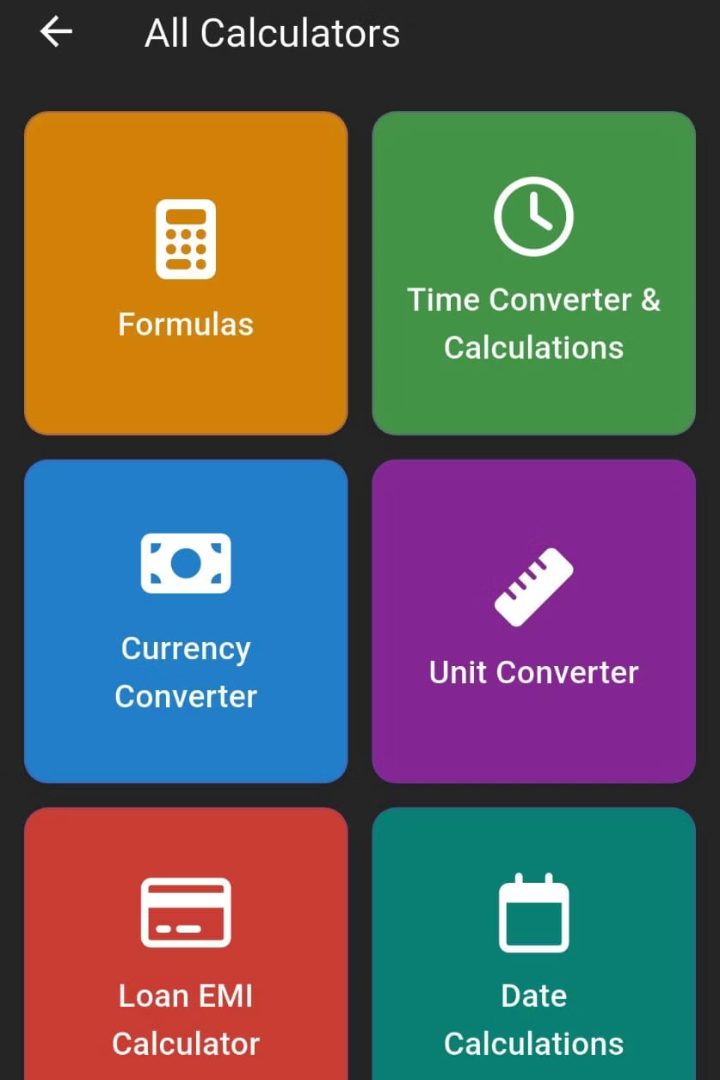 All Calculators
Formulas
Time Converter &
Calculations
Currency
Converter
Unit Converter
Loan EMI
Calculator
Date
Calculations